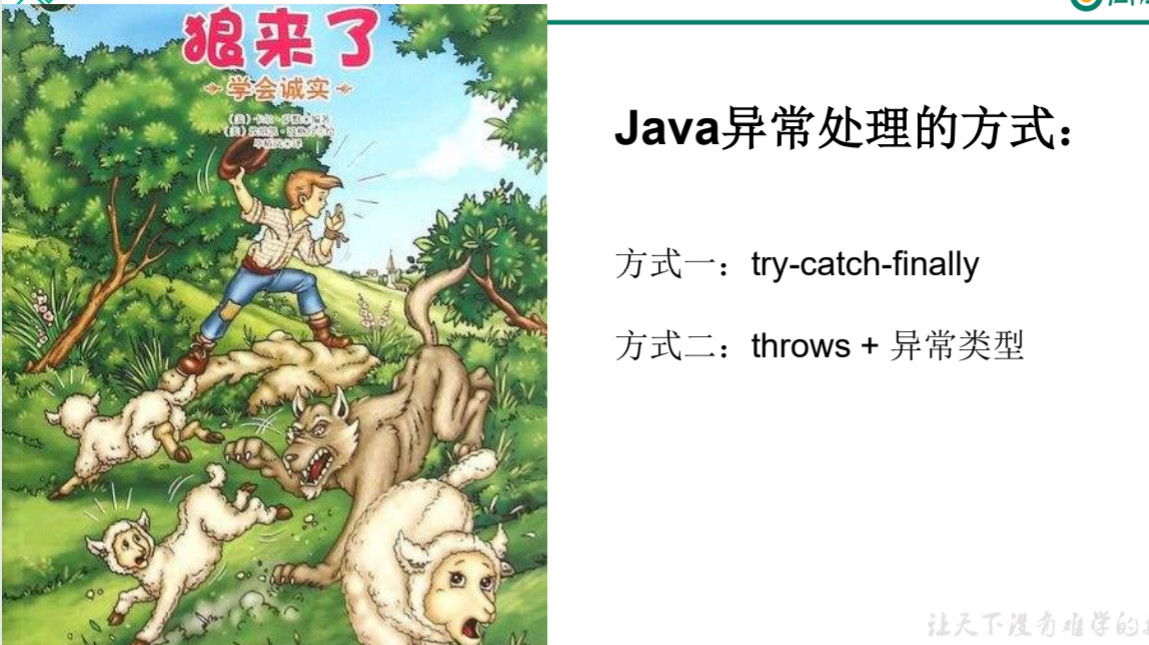 狼来了
学会诚实
Java异常处理的方式：
方式一：try-catch-finally
方式二：throws + 异常类型
让天下没有难学的